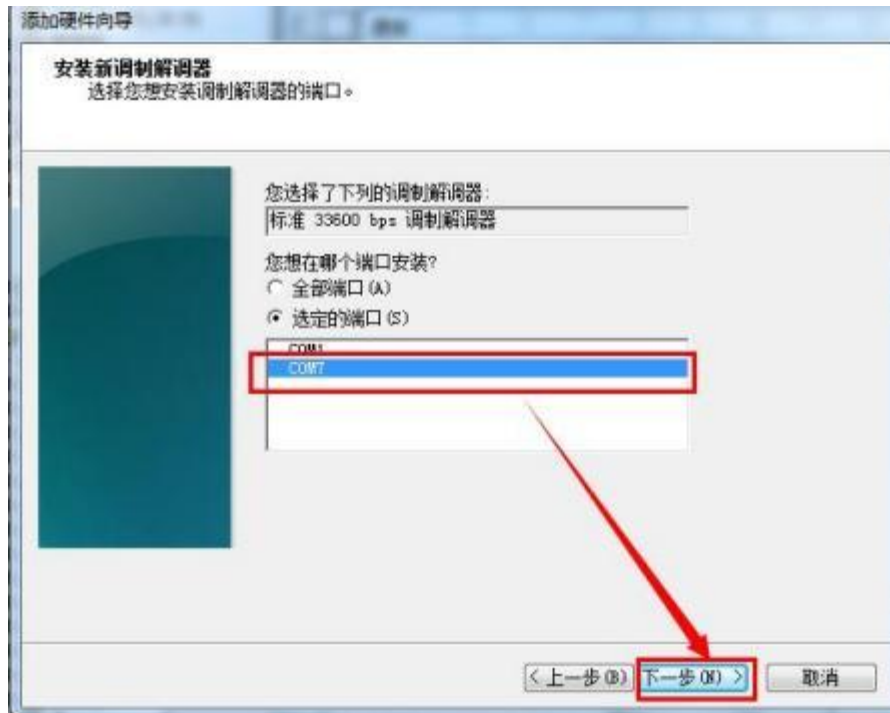 添加硬件向导
安装新调制解调器
选择您想安装调制解调器的端口。
您选择了下列的调制解调器:
标准 33600 bps 调制解调器
您想在哪个端口安装?
全部端口(A)
选定的端口(S)
COM1
COM7
<上一步(B)
下一步(N) >
取消